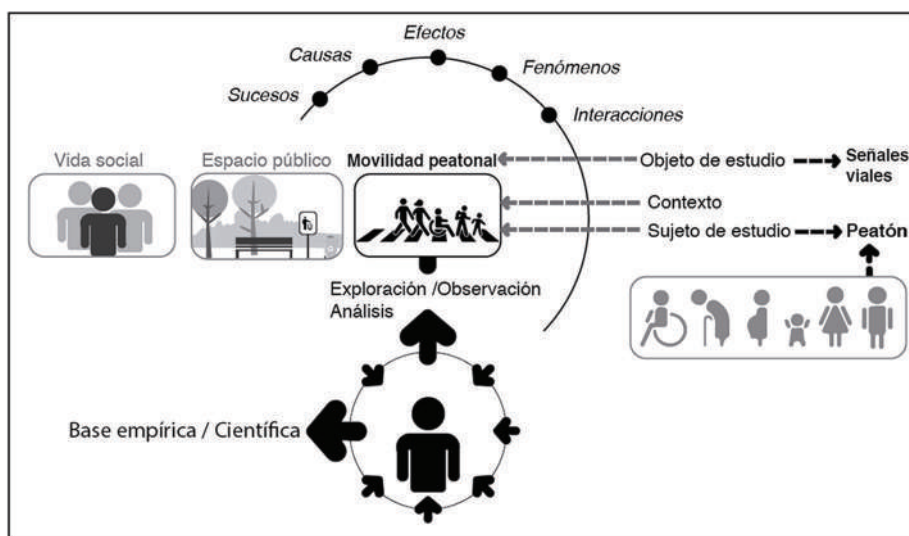 Efectos
Causas
Fenómenos
Sucesos
Interacciones
Vida social
Espacio público
Movilidad peatonal
Objeto de estudio
Señales
viales
Contexto
Sujeto de estudio
Peatón
Exploración /Observación
Análisis
Base empírica / Científica